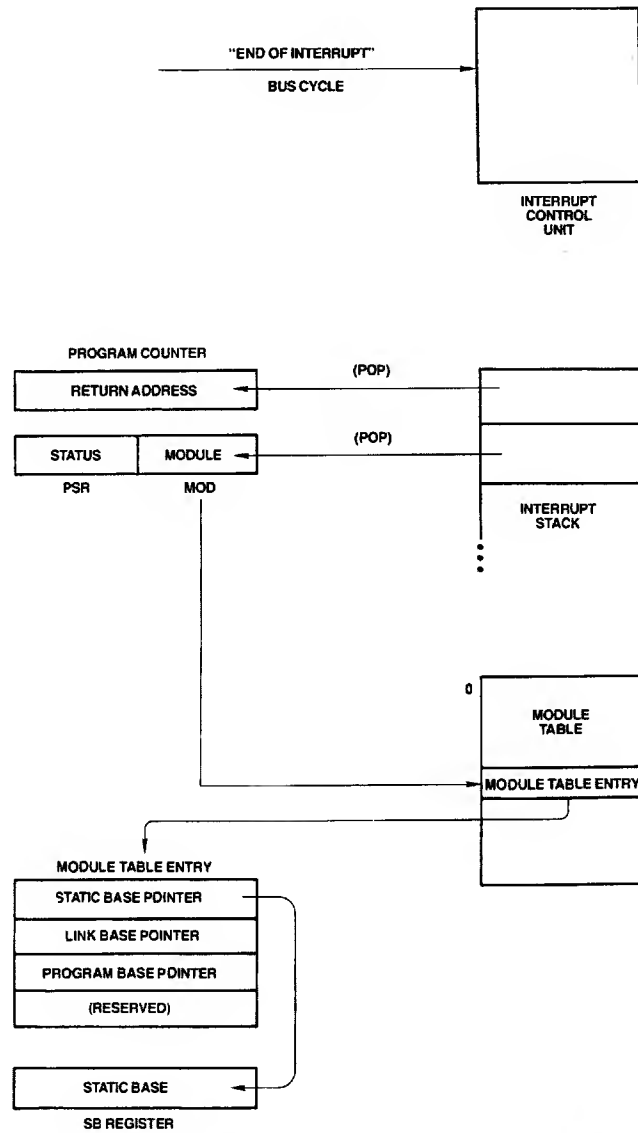 "END OF INTERRUPT"
BUS CYCLE
INTERRUPT
CONTROL
UNIT
PROGRAM COUNTER
RETURN ADDRESS
(POP)
STATUS
MODULE
(POP)
PSR
MOD
INTERRUPT
STACK
0
MODULE
TABLE
MODULE TABLE ENTRY
MODULE TABLE ENTRY
STATIC BASE POINTER
LINK BASE POINTER
PROGRAM BASE POINTER
(RESERVED)
STATIC BASE
SB REGISTER